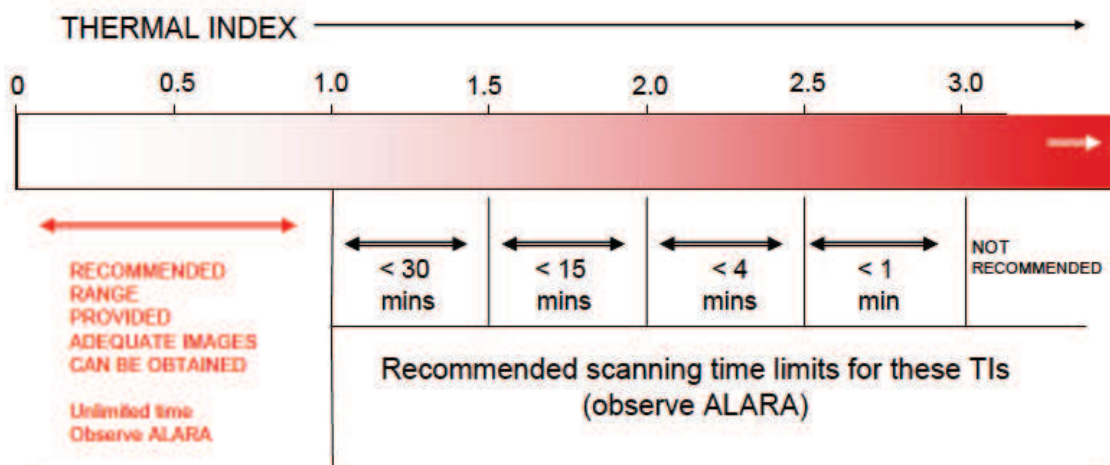 THERMAL INDEX
0 0.5 1.0 1.5 2.0 2.5 3.0
RECOMMENDED
RANGE
PROVIDED
ADEQUATE IMAGES
CAN BE OBTAINED
Unlimited time
Observe ALARA
< 30
mins
< 15
mins
< 4
mins
< 1
min
NOT
RECOMMENDED
Recommended scanning time limits for these TIs
(observe ALARA)